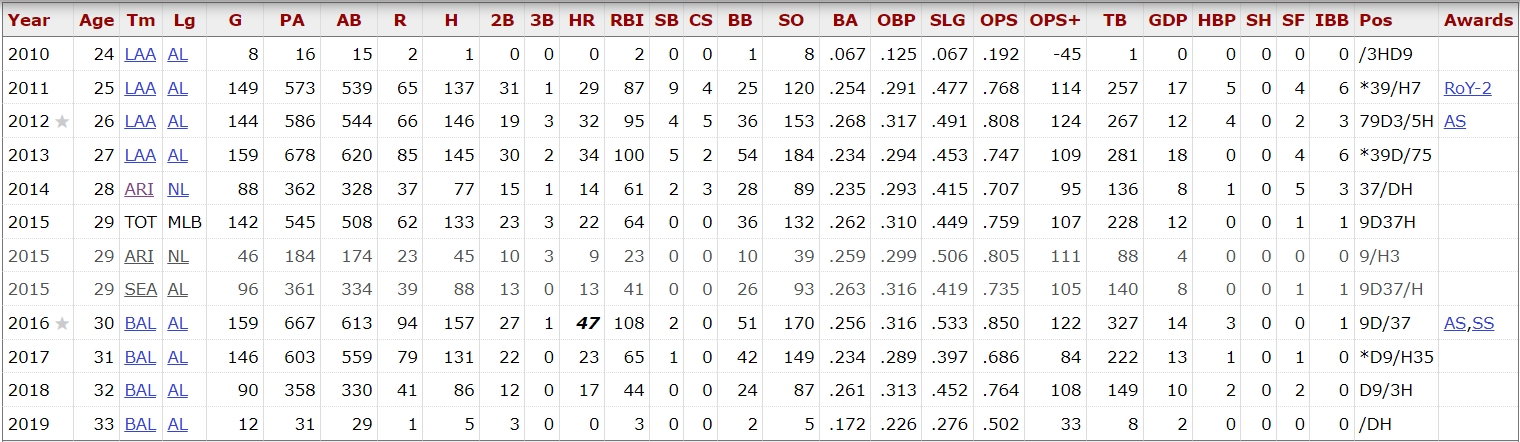 Year Age Tm Lg G PA AB R H 2B 3B HR RBI SB CS BB SO BA OBP SLG OPS OPS+ TB GDP HBP SH SF IBB Pos Awards
2010 24 LAA AL 8 16 15 2 1 0 0 0 2 0 0 1 8 .067 .125 .067 .192 -45 1 0 0 0 0 0 /3HD9
2011 25 LAA AL 149 573 539 65 137 31 1 29 87 9 4 25 120 .254 .291 .477 .768 114 257 17 5 0 4 6 *39/H7 RoY-2
2012 ★ 26 LAA AL 144 586 544 66 146 19 3 32 95 4 5 36 153 .268 .317 .491 .808 124 267 12 4 0 2 3 79D3/5H AS
2013 27 LAA AL 159 678 620 85 145 30 2 34 100 5 2 54 184 .234 .294 .453 .747 109 281 18 0 0 4 6 *39D/75
2014 28 ARI NL 88 362 328 37 77 15 1 14 61 2 3 28 89 .235 .293 .415 .707 95 136 8 1 0 5 3 37/DH
2015 29 TOT MLB 142 545 508 62 133 23 3 22 64 0 0 36 132 .262 .310 .449 .759 107 228 12 0 0 1 1 9D37H
2015 29 ARI NL 46 184 174 23 45 10 3 9 23 0 0 10 39 .259 .299 .506 .805 111 88 4 0 0 0 0 9/H3
2015 29 SEA AL 96 361 334 39 88 13 0 13 41 0 0 26 93 .263 .316 .419 .735 105 140 8 0 0 1 1 9D37/H
2016 ★ 30 BAL AL 159 667 613 94 157 27 1 47 108 2 0 51 170 .256 .316 .533 .850 122 327 14 3 0 0 1 9D/37 AS,SS
2017 31 BAL AL 146 603 559 79 131 22 0 23 65 1 0 42 149 .234 .289 .397 .686 84 222 13 1 0 1 0 *D9/H35
2018 32 BAL AL 90 358 330 41 86 12 0 17 44 0 0 24 87 .261 .313 .452 .764 108 149 10 2 0 2 0 D9/3H
2019 33 BAL AL 12 31 29 1 5 3 0 0 3 0 0 2 5 .172 .226 .276 .502 33 8 2 0 0 0 0 /DH